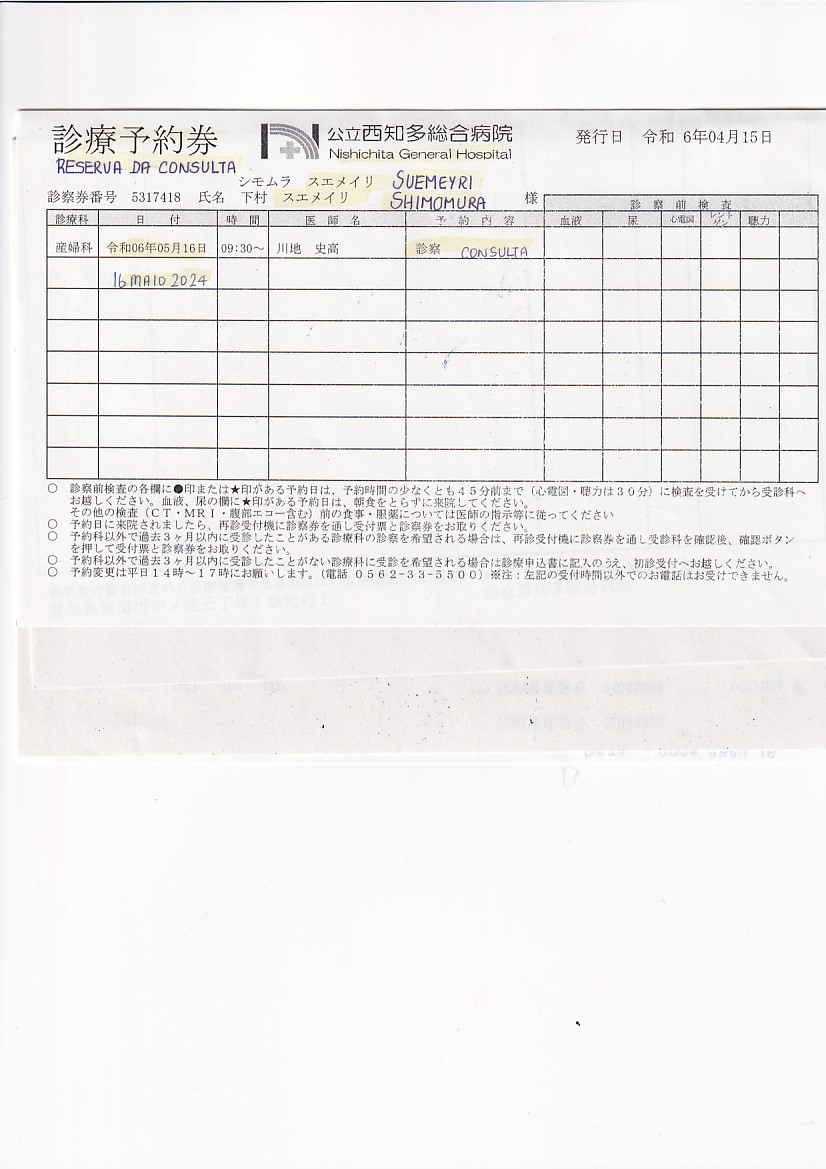 診療予約券
公立西知多総合病院
Nishichita General Hospital
発行日 令和 6年04月15日
RESERVA DA CONSULTA
シモムラ スエメイリ SUEMEYRI
診察券番号 5317418 氏名 下村 スエメイリ SHIMOMURA 様
診察前検査
診療科 日付 時間 医師名 予約内容 血液 尿 心電図 レントゲン 聴力
産婦科 令和06年05月16日 09:30～ 川地 史高 診察 CONSULTA
16 MAIO 2024
○ 診察前検査の各欄に●印または★印がある予約日は、予約時間の少なくとも45分前まで（心電図・聴力は30分）に検査を受けてから受診科へ
お越しください。血液、尿の欄に★印がある予約日は、朝食をとらずに来院してください。
その他の検査（CT・MRI・腹部エコー含む）前の食事・服薬については医師の指示等に従ってください
○ 予約日に来院されましたら、再診受付機に診察券を通し受付票と診察券をお取りください。
○ 予約科以外で過去3ヶ月以内に受診したことがある診療科の診察を希望される場合は、再診受付機に診察券を通し受診科を確認後、確認ボタン
を押して受付票と診察券をお取りください。
○ 予約科以外で過去3ヶ月以内に受診したことがない診療科に受診を希望される場合は診療申込書に記入のうえ、初診受付へお越しください。
○ 予約変更は平日14時～17時にお願いします。（電話 0562-33-5500）※注：左記の受付時間以外でのお電話はお受けできません。